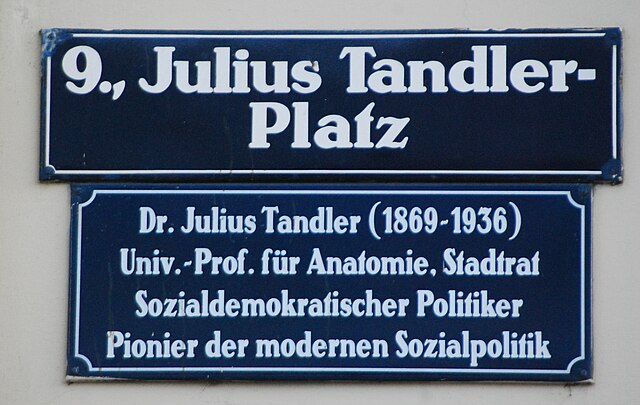 9., Julius Tandler-
Platz
Dr. Julius Tandler (1869-1936)
Univ.-Prof. für Anatomie, Stadtrat
Sozialdemokratischer Politiker
Pionier der modernen Sozialpolitik